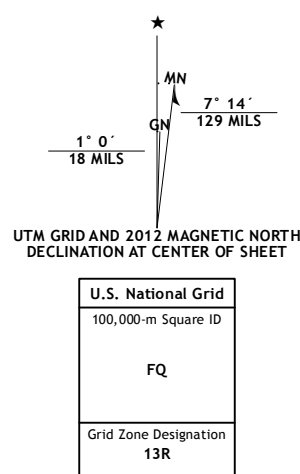 ★
MN
GN
7° 14´
129 MILS
1° 0´
18 MILS
UTM GRID AND 2012 MAGNETIC NORTH
DECLINATION AT CENTER OF SHEET
U.S. National Grid
100,000-m Square ID
FQ
Grid Zone Designation
13R